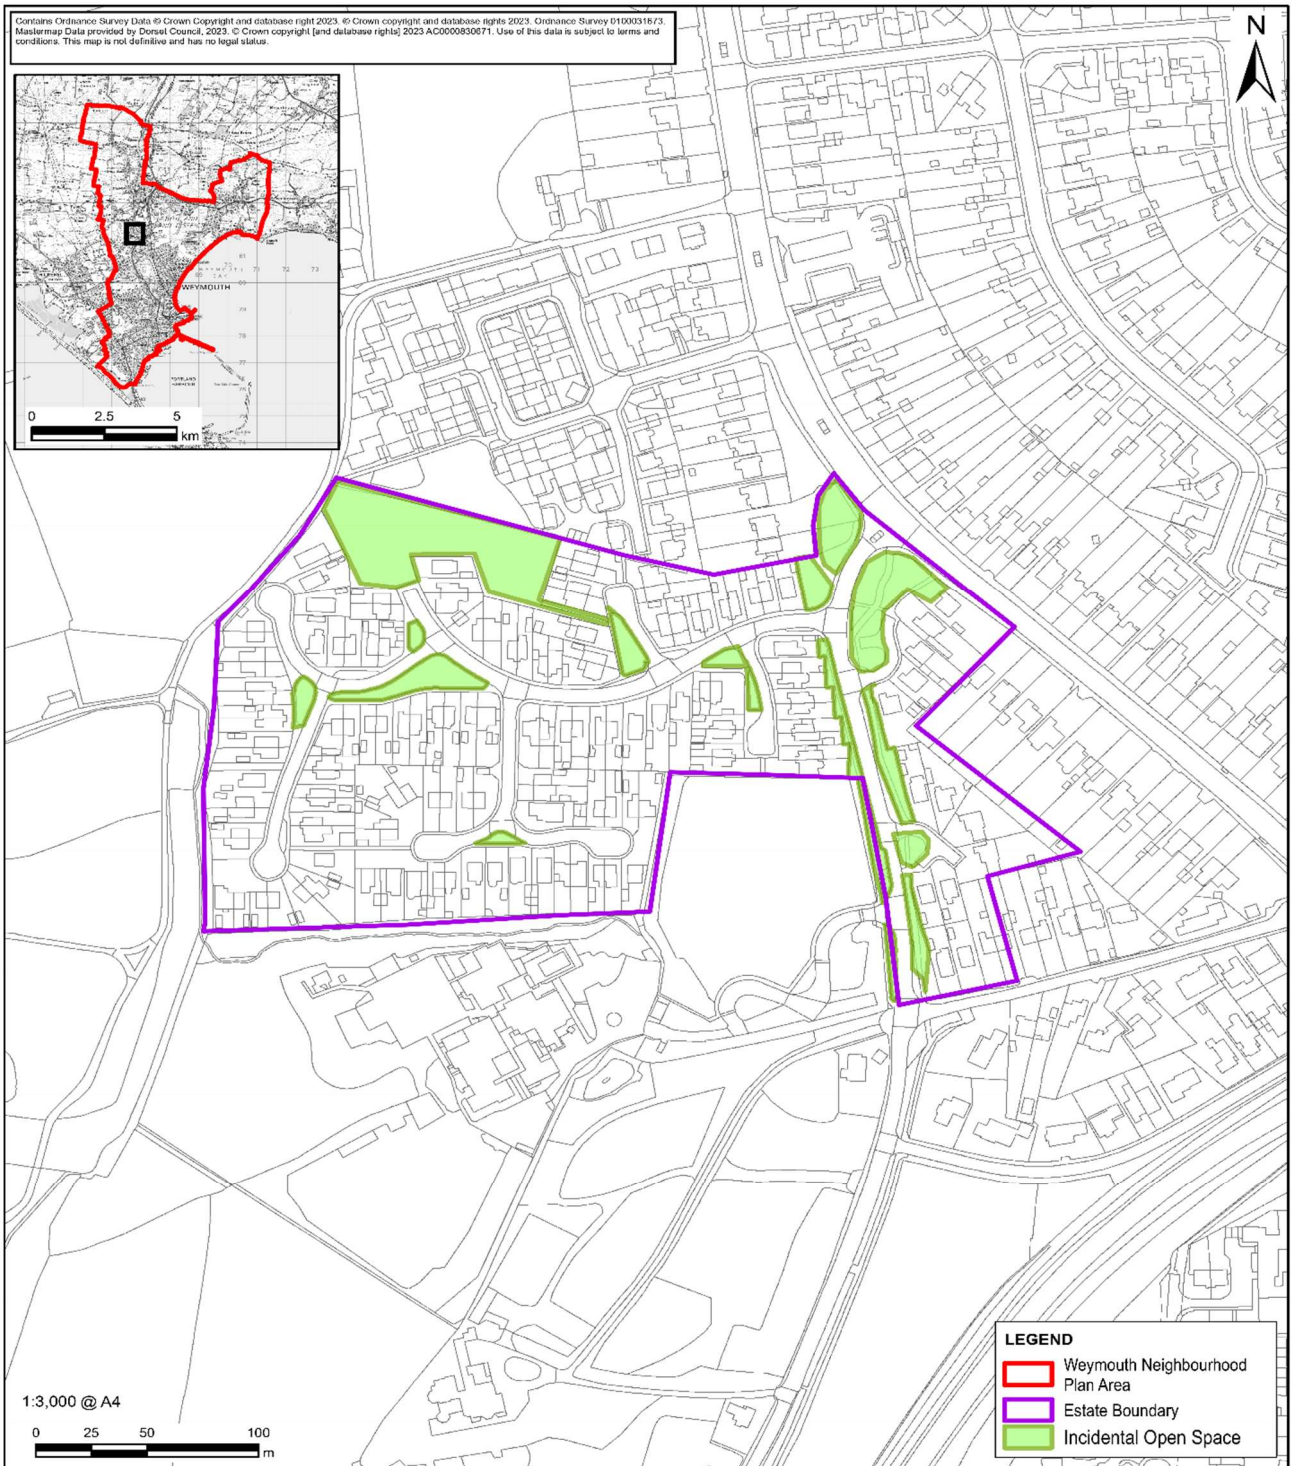 Contains Ordnance Survey Data © Crown Copyright and database right 2023. © Crown copyright and database rights 2023. Ordnance Survey 0100031673.
Mastermap Data provided by Dorset Council, 2023. © Crown copyright [and database rights] 2023 AC0000830671. Use of this data is subject to terms and
conditions. This map is not definitive and has no legal status.
N
WEYMOUTH
PORTLAND
HARBOUR
0 2.5 5
km
LEGEND
Weymouth Neighbourhood
Plan Area
Estate Boundary
Incidental Open Space
1:3,000 @ A4
0 25 50 100
m